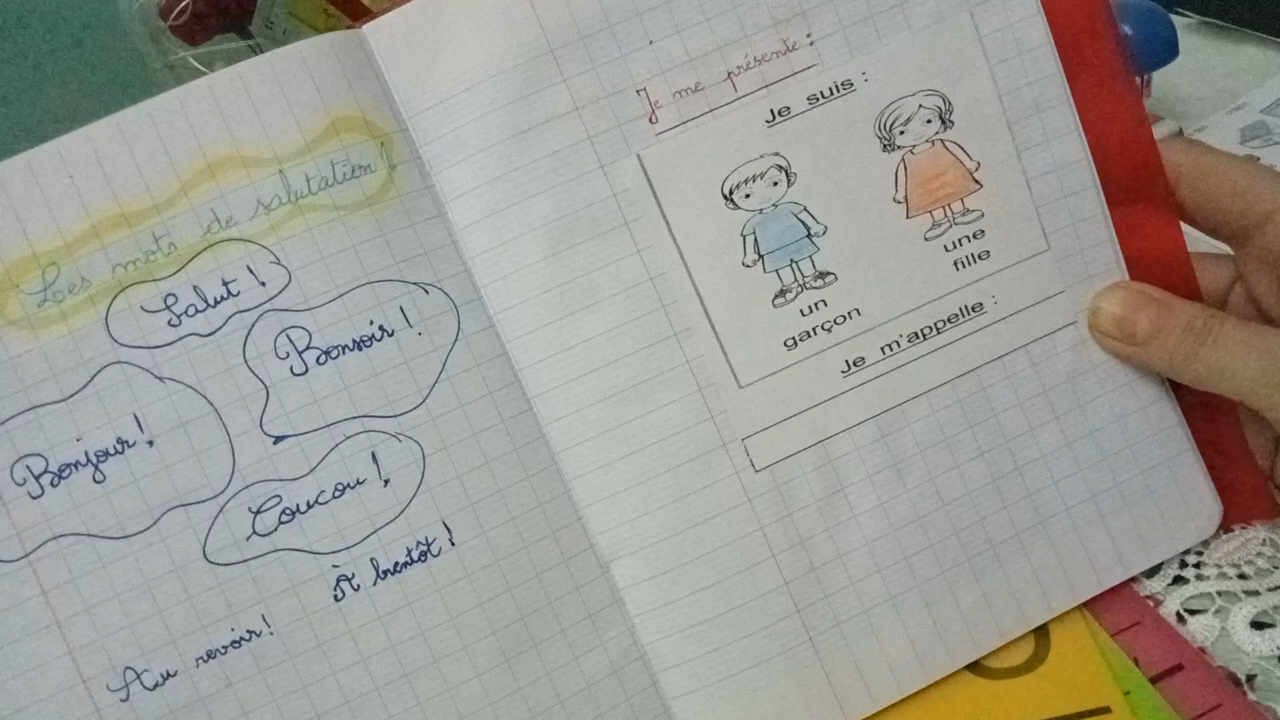 Les mots de salutation !
Salut !
Bonsoir !
Bonjour !
Coucou !
À bientôt !
Au revoir !
Je me présente :
Je suis :
un
garçon
une
fille
Je m'appelle :